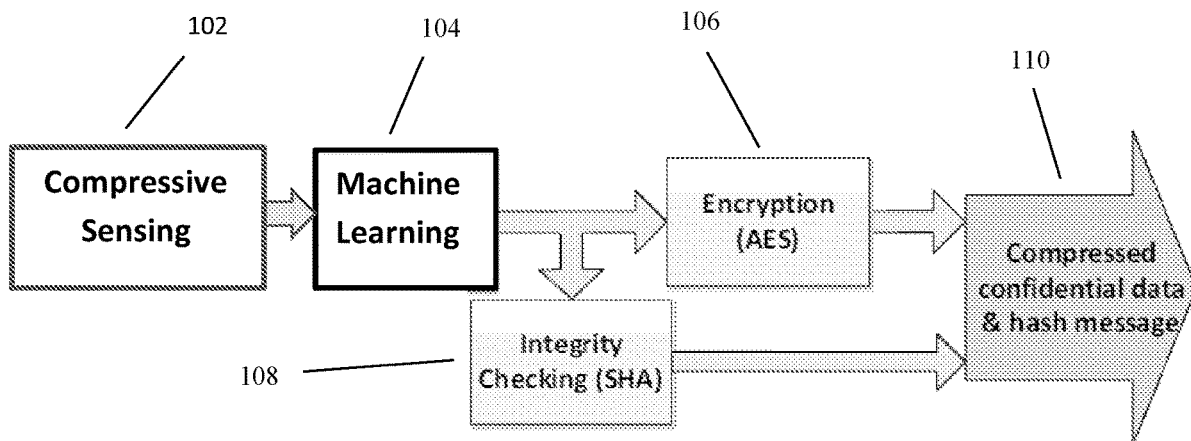 102
104
106
110
Compressive
Sensing
Machine
Learning
Encryption
(AES)
Compressed
confidential data
& hash message
108
Integrity
Checking (SHA)